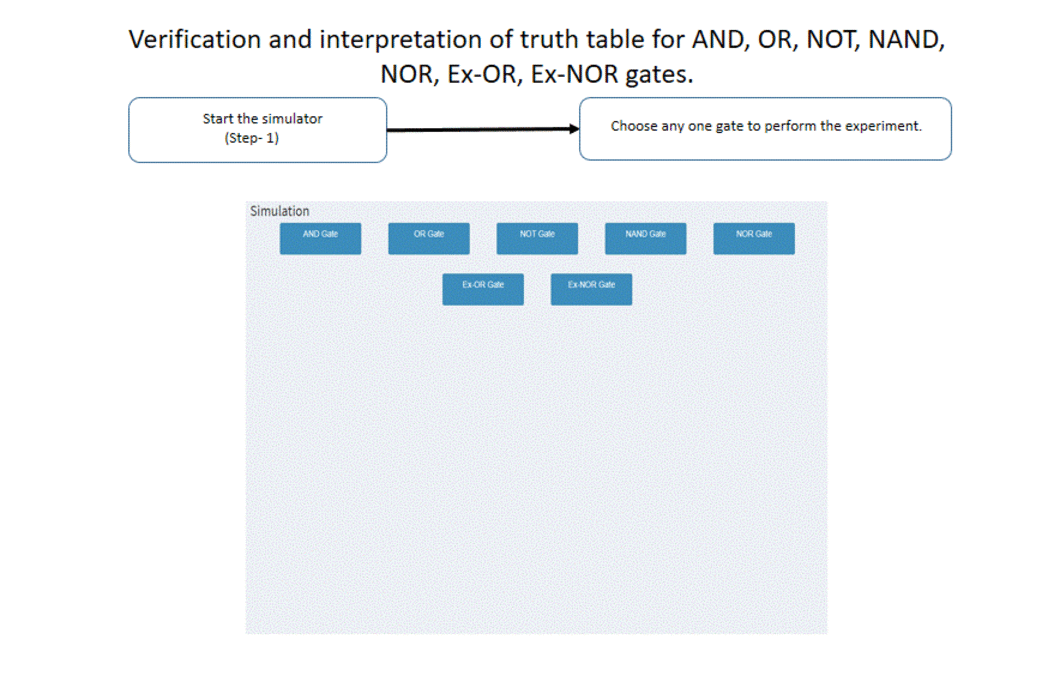 Verification and interpretation of truth table for AND, OR, NOT, NAND,
NOR, Ex-OR, Ex-NOR gates.
Start the simulator
(Step- 1)
Choose any one gate to perform the experiment.
Simulation
AND Gate
OR Gate
NOT Gate
NAND Gate
NOR Gate
Ex-OR Gate
Ex-NOR Gate